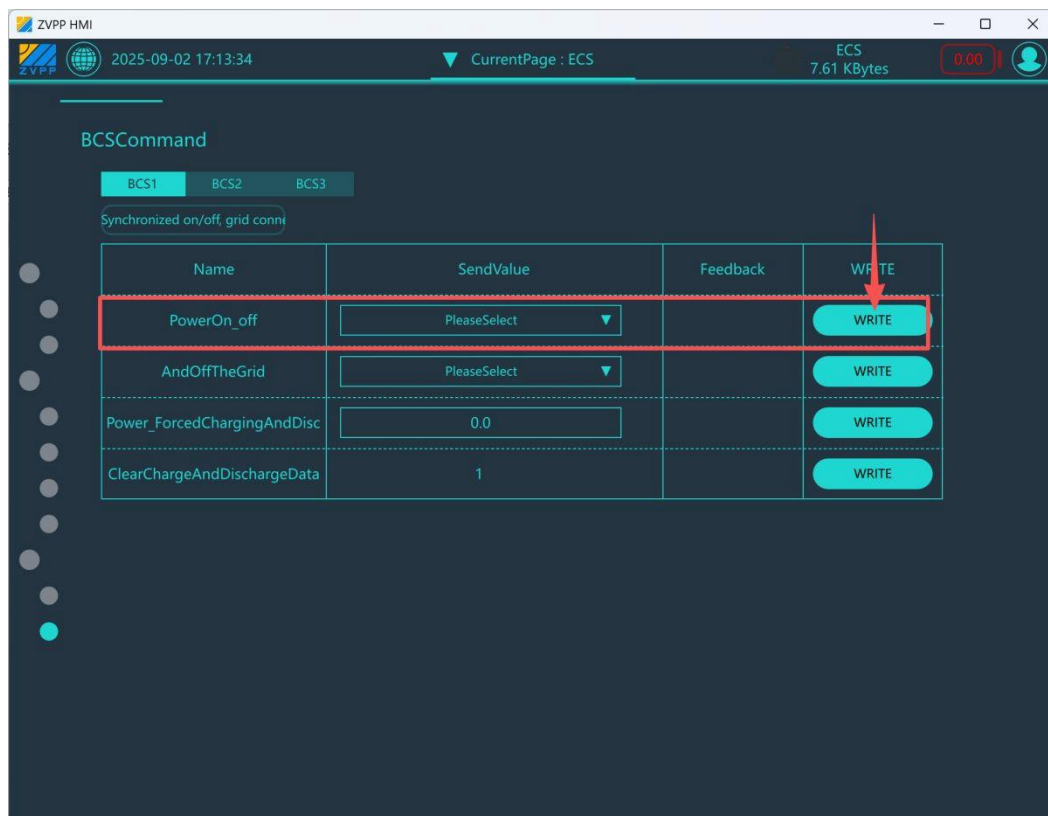 ZVPP HMI
ZVPP
2025-09-02 17:13:34
▼ CurrentPage : ECS
ECS
7.61 KBytes
0.00
BCSCommand
BCS1 BCS2 BCS3
Synchronized on/off, grid conne
Name SendValue Feedback WRITE
PowerOn_off PleaseSelect ▼ WRITE
AndOffTheGrid PleaseSelect ▼ WRITE
Power_ForcedChargingAndDisc 0.0 WRITE
ClearChargeAndDischargeData 1 WRITE